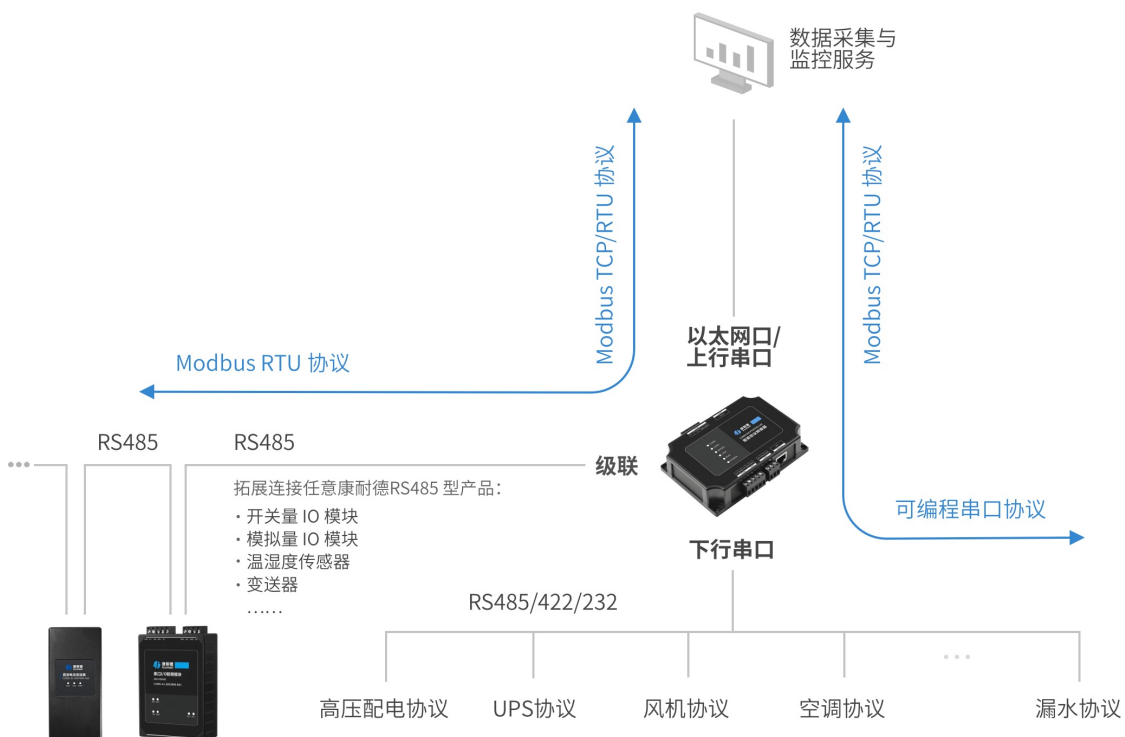 数据采集与
监控服务
Modbus TCP/RTU 协议
Modbus TCP/RTU 协议
以太网口/
上行串口
Modbus RTU 协议
RS485
RS485
级联
拓展连接任意康耐德RS485 型产品：
·开关量 IO 模块
·模拟量 IO 模块
·温湿度传感器
·变送器
……
可编程串口协议
下行串口
RS485/422/232
高压配电协议
UPS协议
风机协议
空调协议
漏水协议